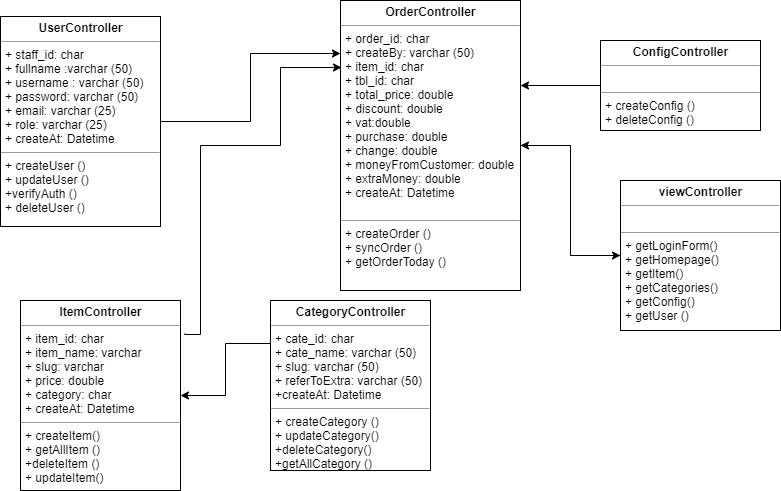 UserController
+ staff_id: char
+ fullname :varchar (50)
+ username : varchar (50)
+ password: varchar (50)
+ email: varchar (25)
+ role: varchar (25)
+ createAt: Datetime
+ createUser ()
+ updateUser ()
+verifyAuth ()
+ deleteUser ()
OrderController
+ order_id: char
+ createBy: varchar (50)
+ item_id: char
+ tbl_id: char
+ total_price: double
+ discount: double
+ vat:double
+ purchase: double
+ change: double
+ moneyFromCustomer: double
+ extraMoney: double
+ createAt: Datetime
+ createOrder ()
+ syncOrder ()
+ getOrderToday ()
ConfigController
+ createConfig ()
+ deleteConfig ()
viewController
+ getLoginForm()
+ getHomepage()
+ getItem()
+ getCategories()
+ getConfig()
+ getUser ()
ItemController
+ item_id: char
+ item_name: varchar
+ slug: varchar
+ price: double
+ category: char
+ createAt: Datetime
+ createItem()
+ getAllItem ()
+deleteItem ()
+ updateItem()
CategoryController
+ cate_id: char
+ cate_name: varchar (50)
+ slug: varchar (50)
+ referToExtra: varchar (50)
+createAt: Datetime
+ createCategory ()
+ updateCategory()
+deleteCategory()
+getAllCategory ()